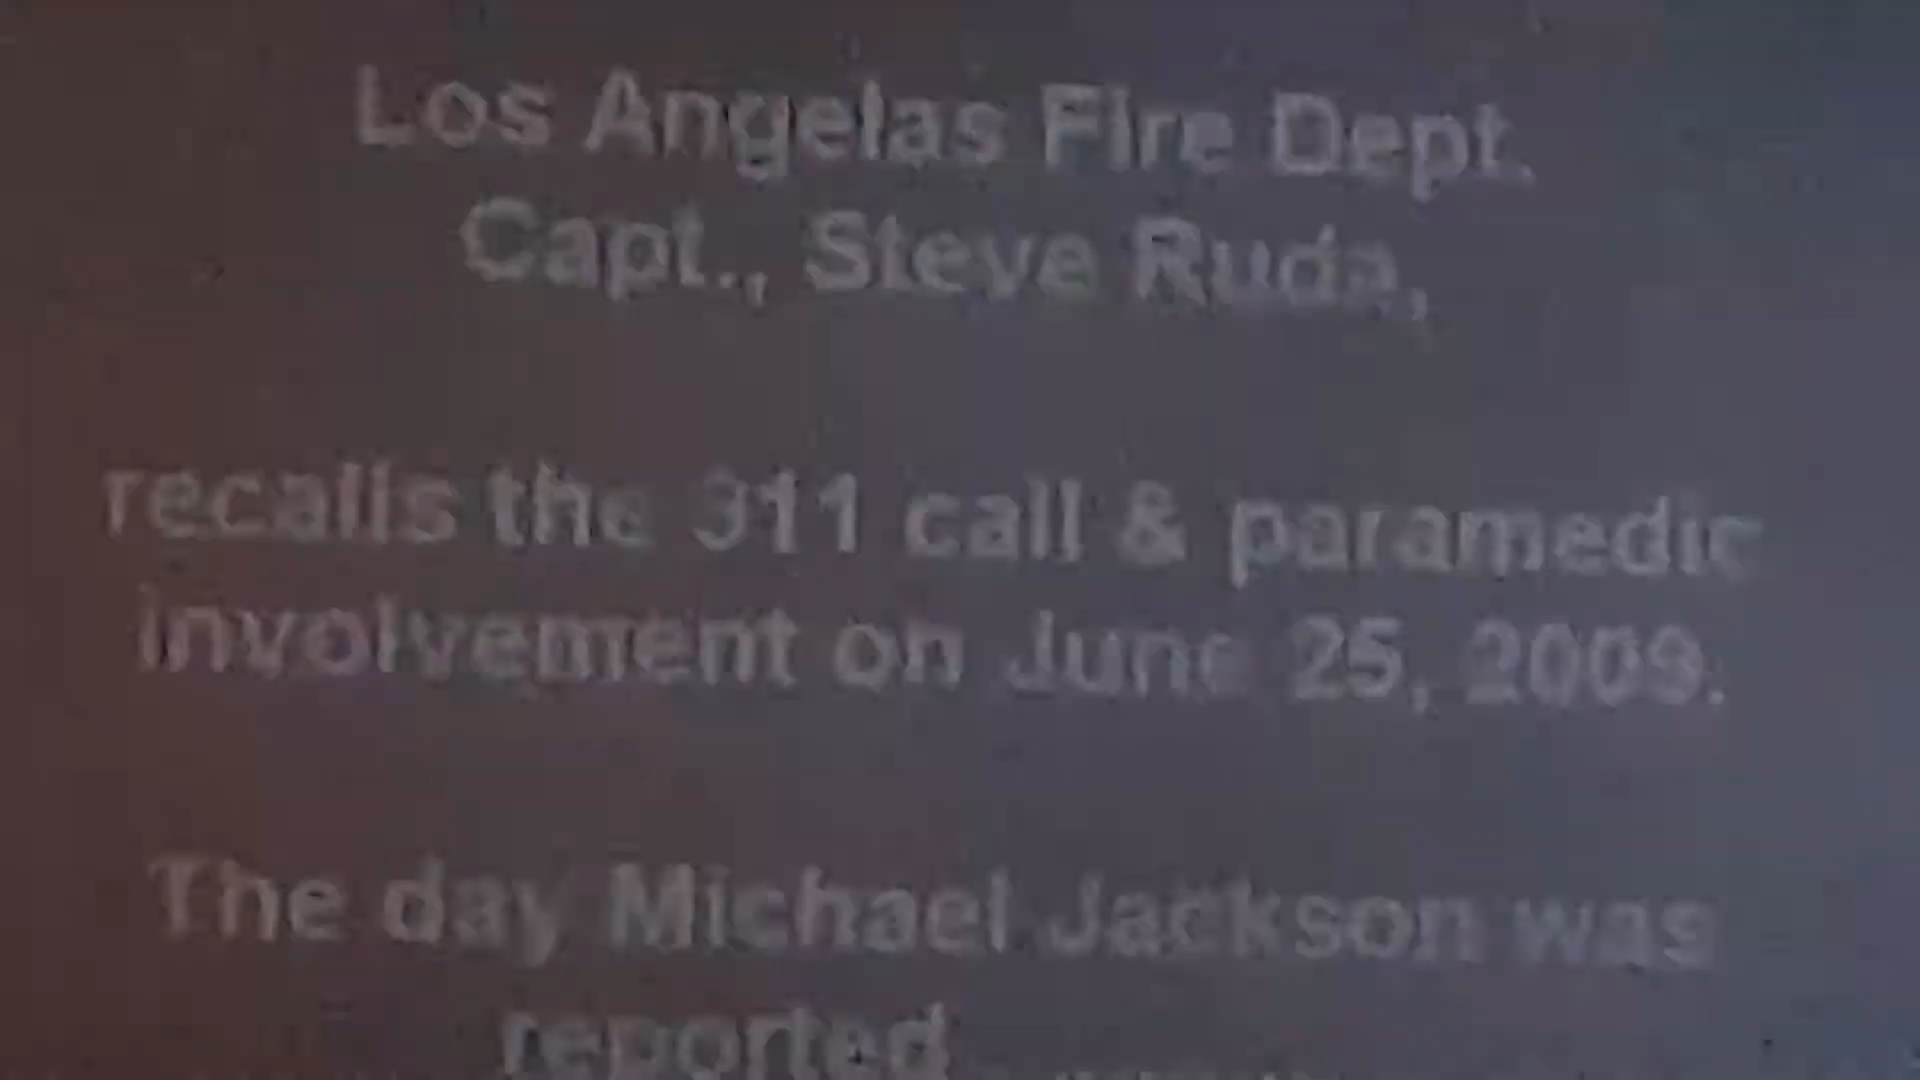 Los Angelas Fire Dept.
Capt., Steve Ruda,
recalls the 911 call & paramedic
involvement on June 25, 2009.
The day Michael Jackson was
reported